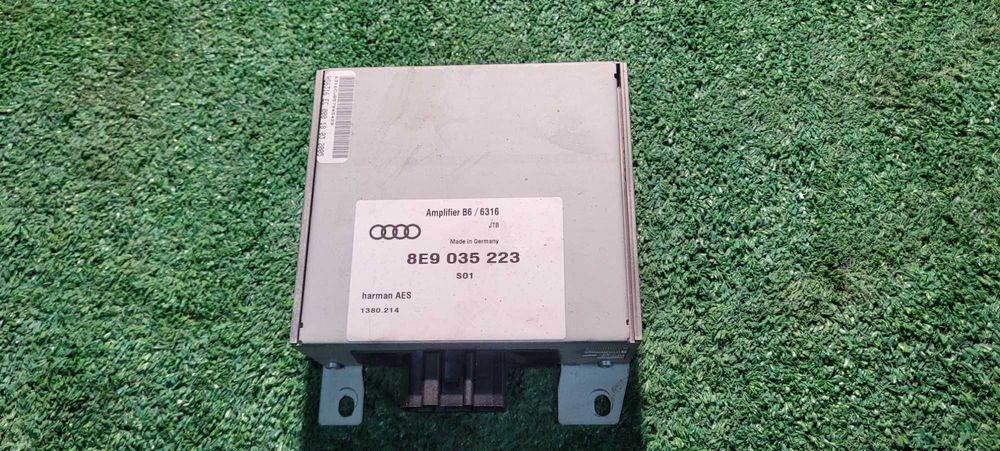 Amplifier B6 / 6316
JTB
Made in Germany
8E9 035 223
S01
harman AES
1380.214